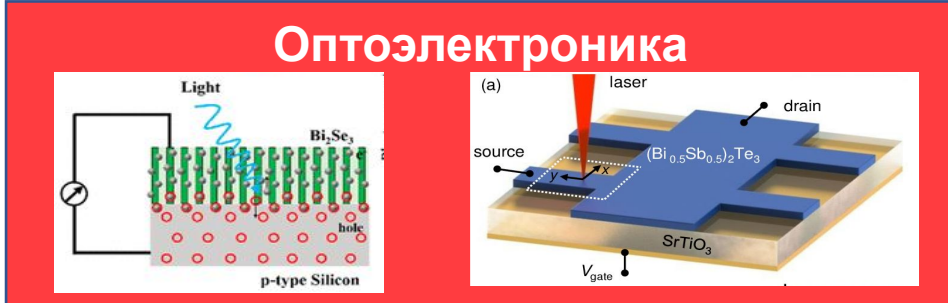 Оптоэлектроника
Light
Bi₂Se₃
e
hole
p-type Silicon
(a)
laser
drain
source
(Bi₀.₅Sb₀.₅)₂Te₃
y
x
SrTiO₃
Vgate